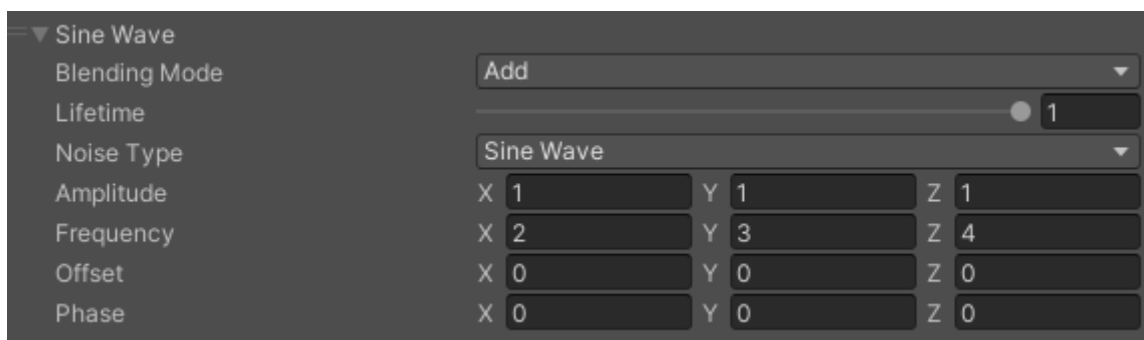 Sine Wave
Blending Mode Add
Lifetime 1
Noise Type Sine Wave
Amplitude X 1 Y 1 Z 1
Frequency X 2 Y 3 Z 4
Offset X 0 Y 0 Z 0
Phase X 0 Y 0 Z 0